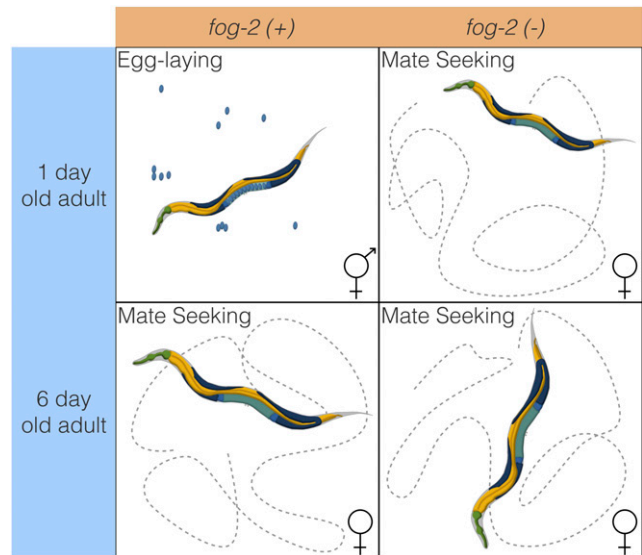 fog-2 (+)
fog-2 (-)
1 day
old adult
Egg-laying
Mate Seeking
6 day
old adult
Mate Seeking
Mate Seeking